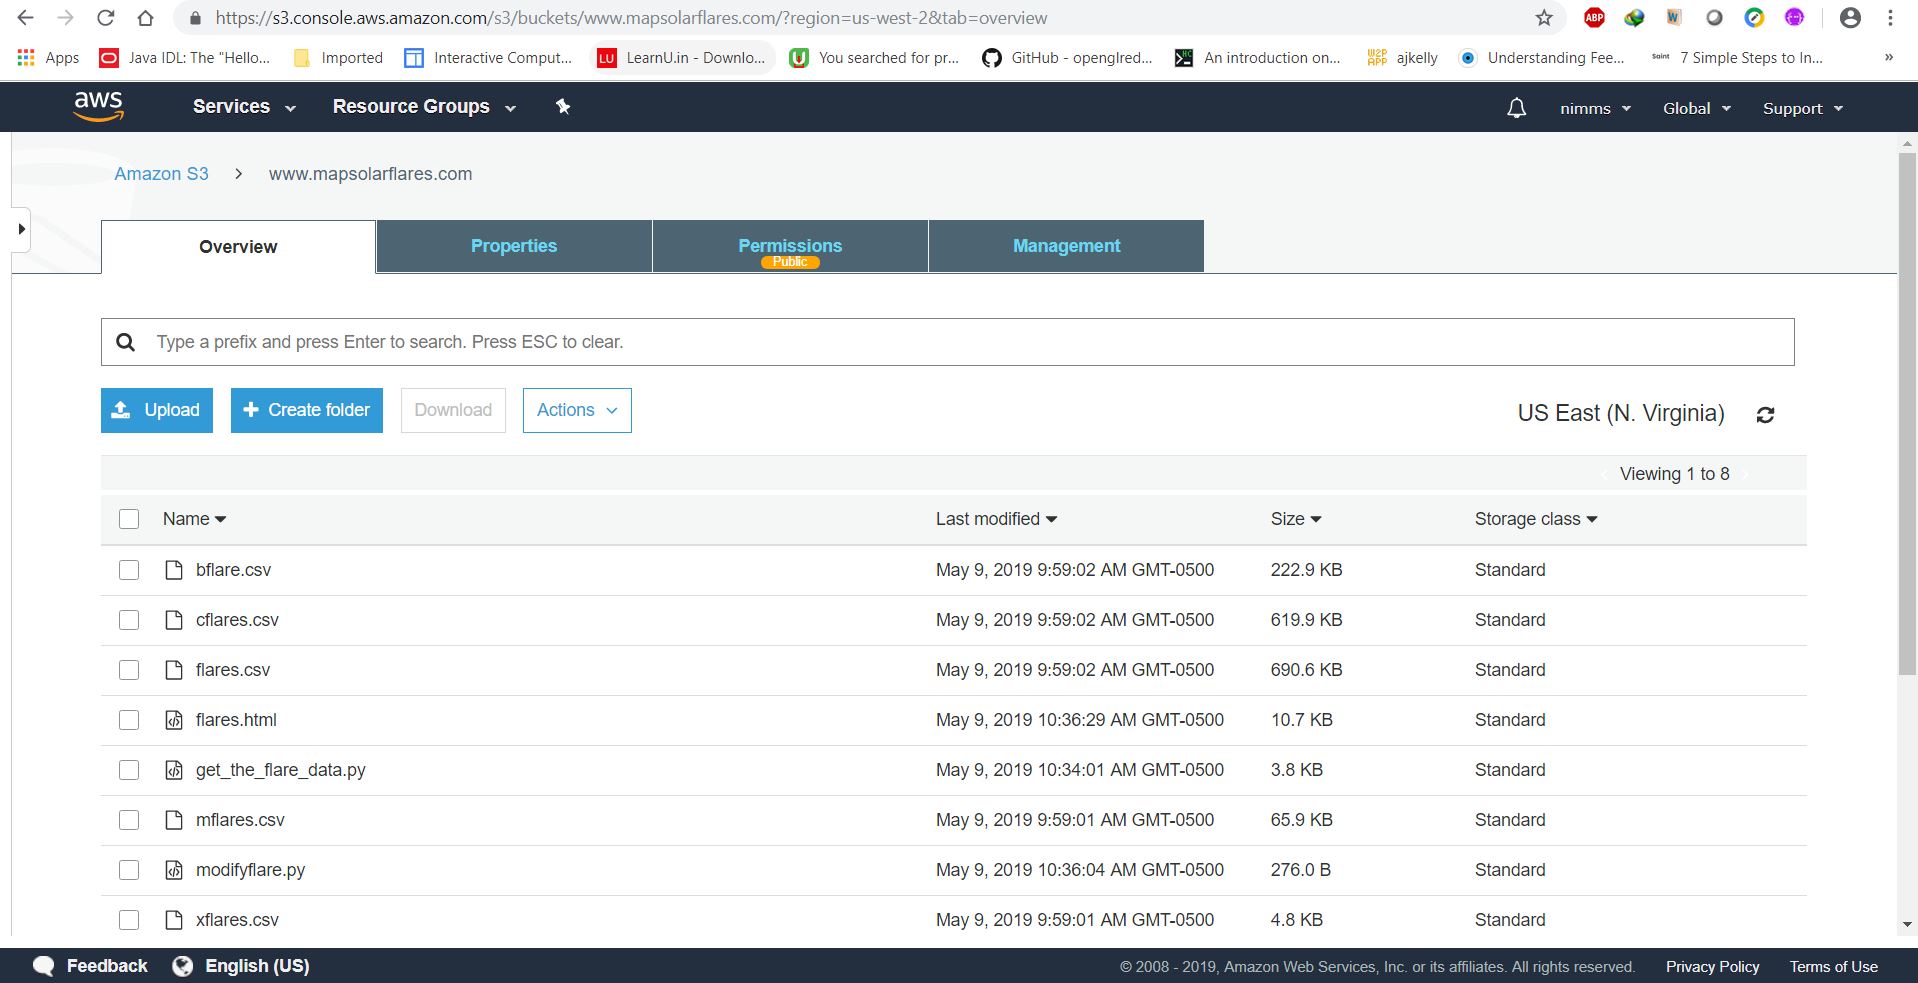 https://s3.console.aws.amazon.com/s3/buckets/www.mapsolarflares.com/?region=us-west-2&tab=overview
ABP
W
Apps Java IDL: The "Hello... Imported Interactive Comput... LU LearnU.in - Downlo... You searched for pr... GitHub - openglred... HC An introduction on... W2P APP ajkelly Understanding Fee... Saint 7 Simple Steps to In... »
aws Services Resource Groups nimms Global Support
Amazon S3 > www.mapsolarflares.com
Overview Properties Permissions Management
Public
Type a prefix and press Enter to search. Press ESC to clear.
Upload + Create folder Download Actions US East (N. Virginia)
Viewing 1 to 8
Name Last modified Size Storage class
bflare.csv May 9, 2019 9:59:02 AM GMT-0500 222.9 KB Standard
cflares.csv May 9, 2019 9:59:02 AM GMT-0500 619.9 KB Standard
flares.csv May 9, 2019 9:59:02 AM GMT-0500 690.6 KB Standard
flares.html May 9, 2019 10:36:29 AM GMT-0500 10.7 KB Standard
get_the_flare_data.py May 9, 2019 10:34:01 AM GMT-0500 3.8 KB Standard
mflares.csv May 9, 2019 9:59:01 AM GMT-0500 65.9 KB Standard
modifyflare.py May 9, 2019 10:36:04 AM GMT-0500 276.0 B Standard
xflares.csv May 9, 2019 9:59:01 AM GMT-0500 4.8 KB Standard
Feedback English (US) © 2008 - 2019, Amazon Web Services, Inc. or its affiliates. All rights reserved. Privacy Policy Terms of Use